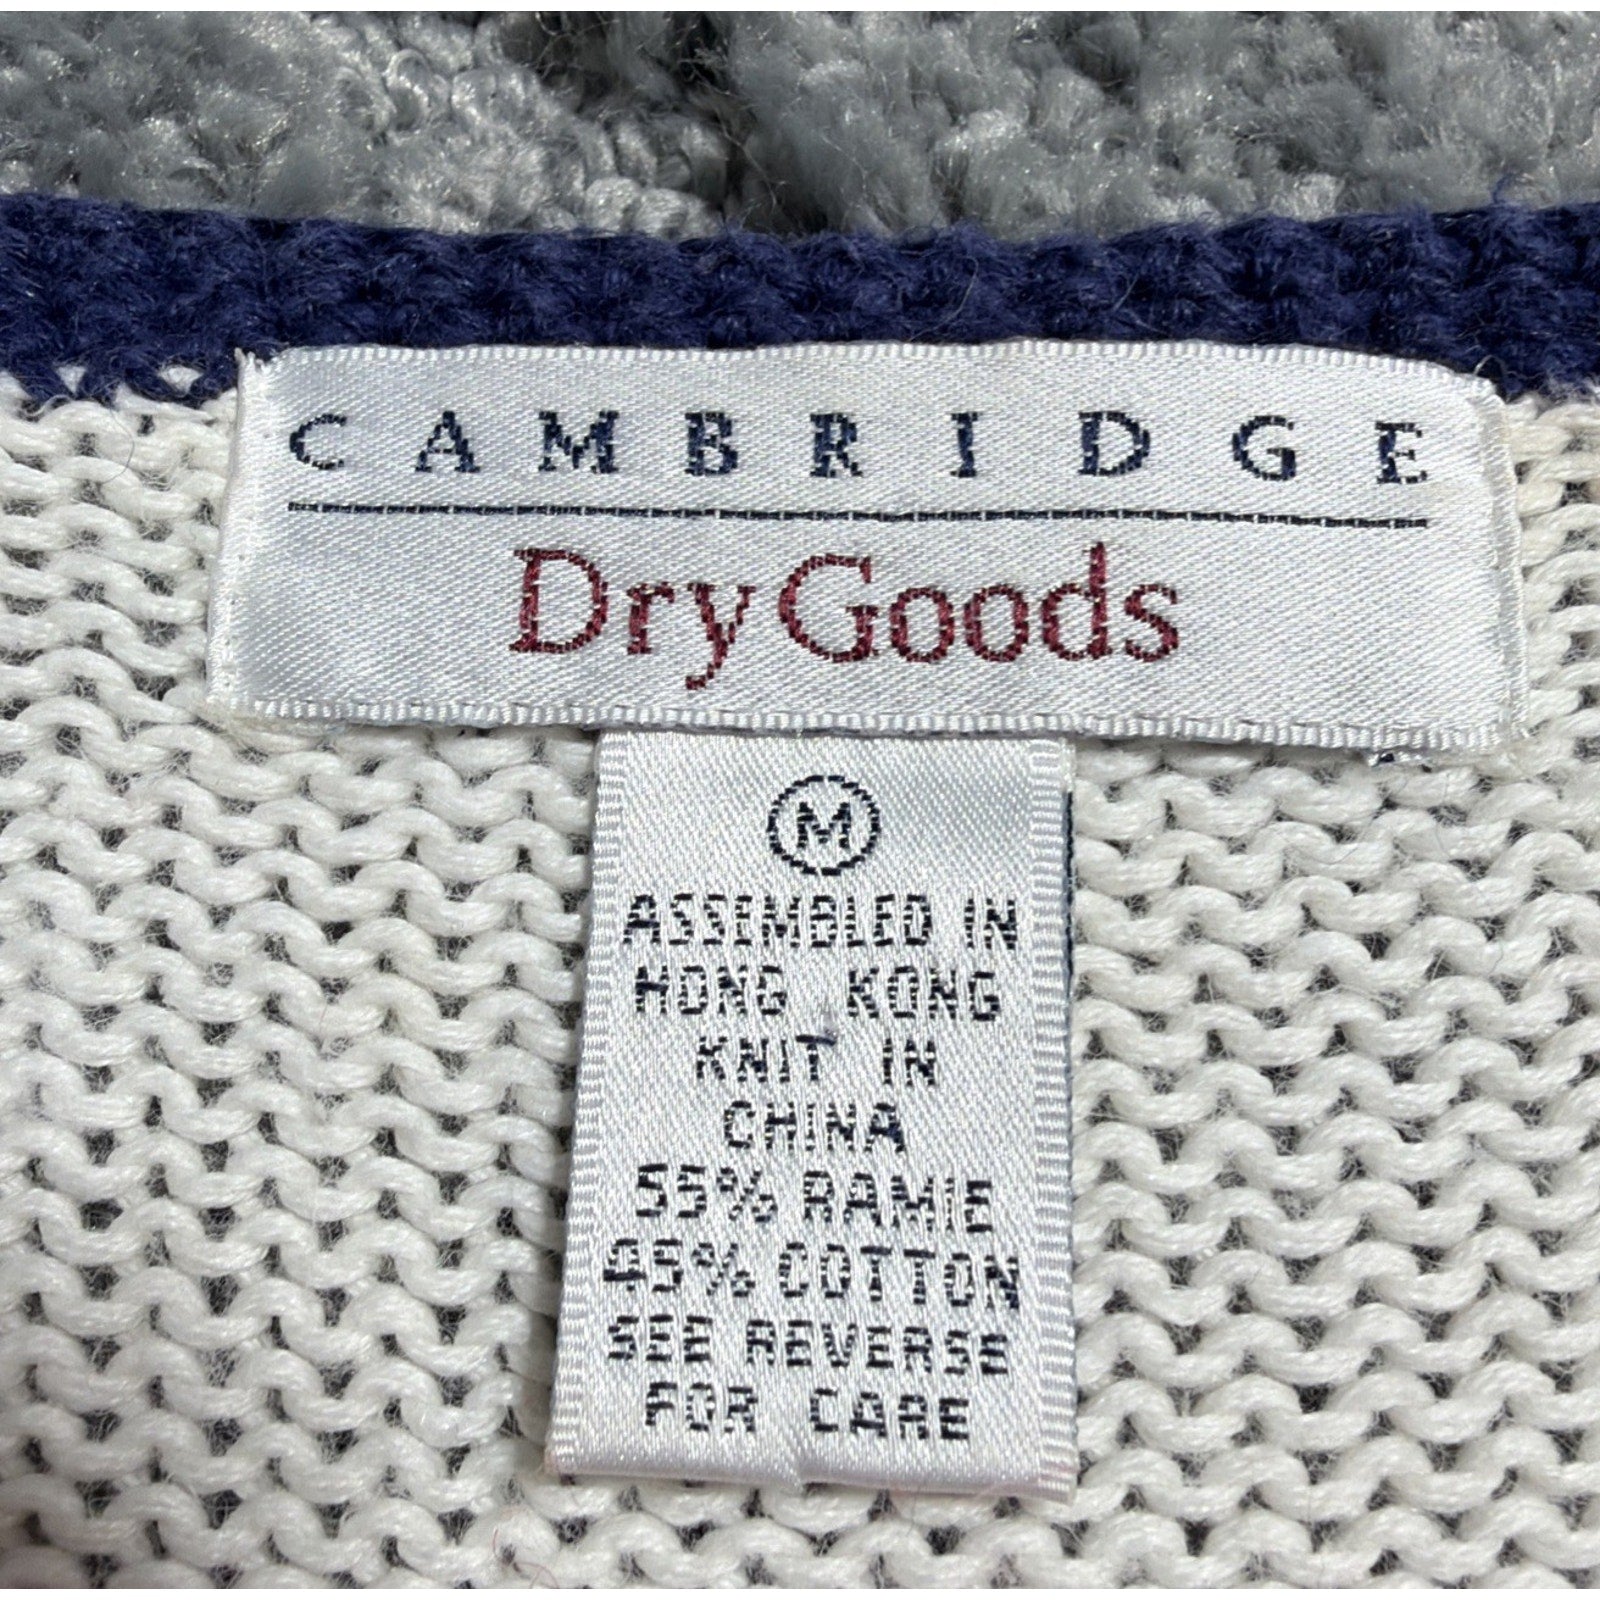 CAMBRIDGE
Dry Goods
M
ASSEMBLED IN
HONG KONG
KNIT IN
CHINA
55% RAMIE
45% COTTON
SEE REVERSE
FOR CARE